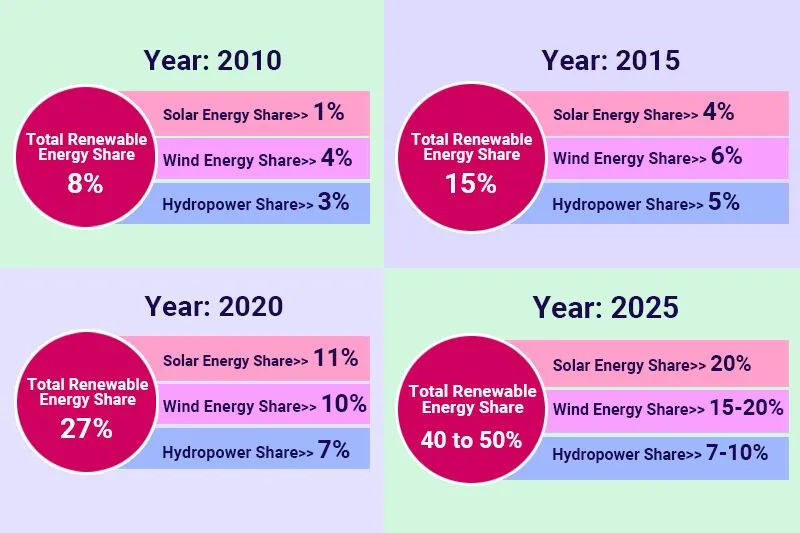 Year: 2010
Total Renewable
Energy Share
8%
Solar Energy Share>> 1%
Wind Energy Share>> 4%
Hydropower Share>> 3%
Year: 2015
Total Renewable
Energy Share
15%
Solar Energy Share>> 4%
Wind Energy Share>> 6%
Hydropower Share>> 5%
Year: 2020
Total Renewable
Energy Share
27%
Solar Energy Share>> 11%
Wind Energy Share>> 10%
Hydropower Share>> 7%
Year: 2025
Total Renewable
Energy Share
40 to 50%
Solar Energy Share>> 20%
Wind Energy Share>> 15-20%
Hydropower Share>> 7-10%